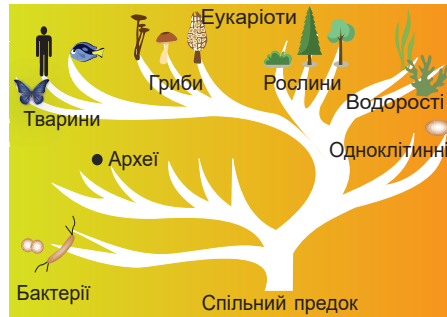 Еукаріоти
Гриби
Рослини
Тварини
Водорості
Одноклітинні
Археї
Бактерії
Спільний предок